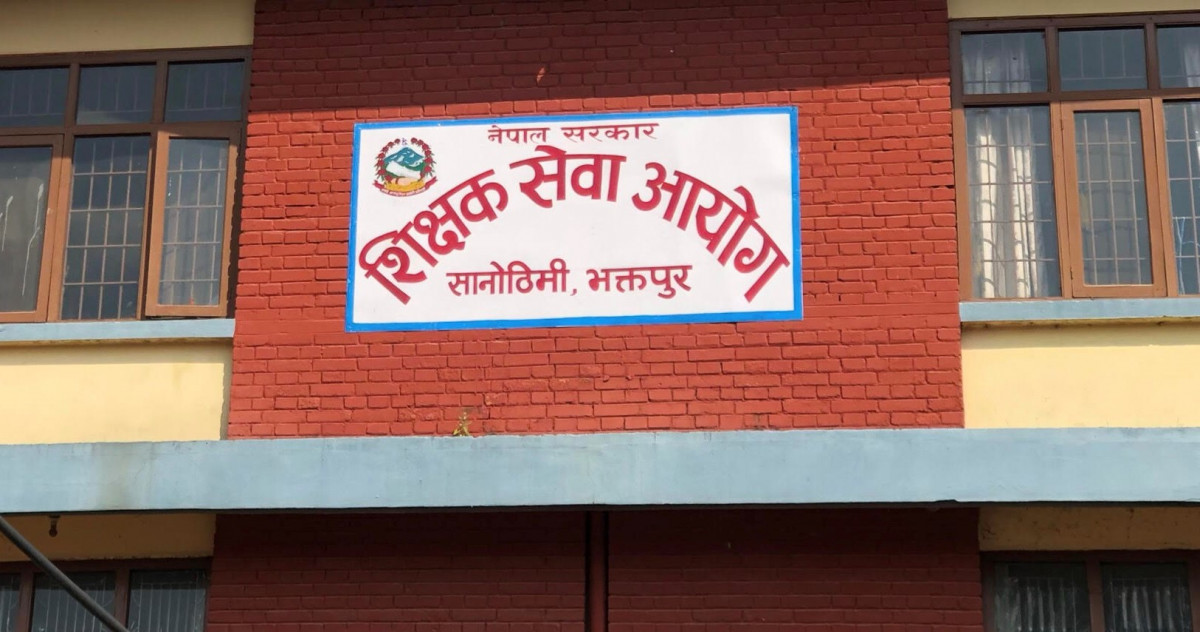 नेपाल सरकार
शिक्षक सेवा आयोग
सानोठिमी, भक्तपुर